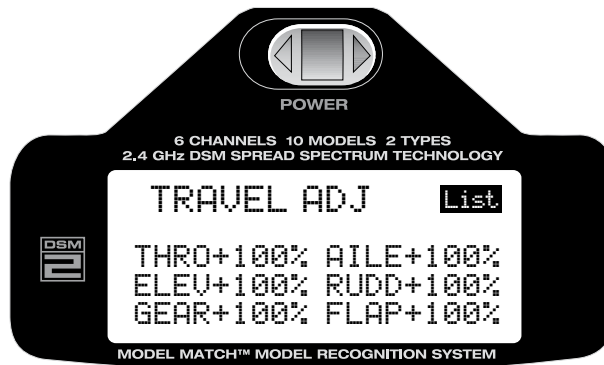 POWER
6 CHANNELS 10 MODELS 2 TYPES
2.4 GHz DSM SPREAD SPECTRUM TECHNOLOGY
TRAVEL ADJ List
DSM
2
THRO+100% AILE+100%
ELEV+100% RUDD+100%
GEAR+100% FLAP+100%
MODEL MATCH™ MODEL RECOGNITION SYSTEM